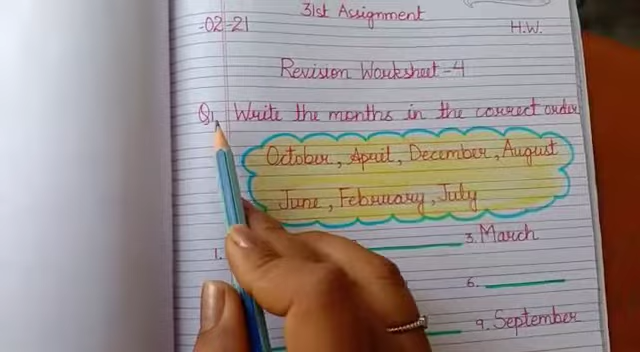 31st Assignment
-02-21
H.W.
Revision Worksheet-4
Q1. Write the months in the correct order
October, April, December, August
June, February, July
1.
3. March
6.
9. September